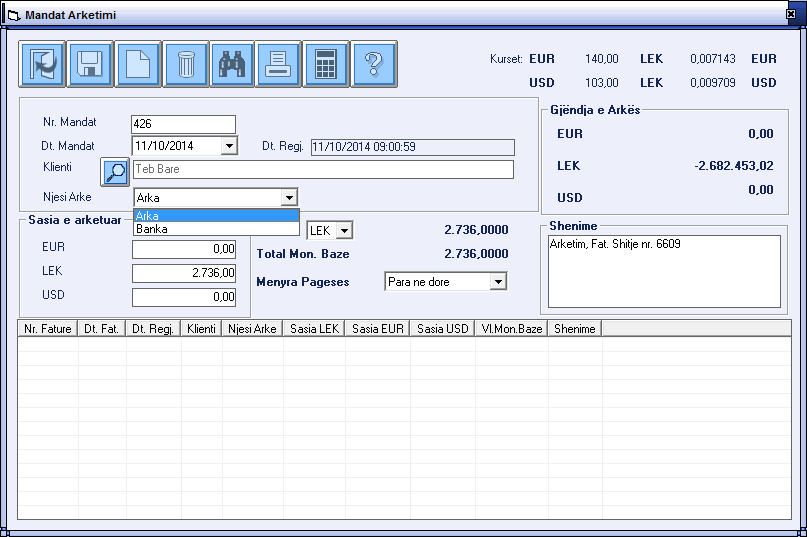 Mandat Arketimi
Kurset: EUR 140,00 LEK 0,007143 EUR
USD 103,00 LEK 0,009709 USD
Nr. Mandat 426
Dt. Mandat 11/10/2014 Dt. Regj. 11/10/2014 09:00:59
Klienti Teb Bare
Njesi Arke Arka
Arka
Banka
Gjëndja e Arkës
EUR 0,00
LEK -2.682.453,02
USD 0,00
Sasia e arketuar
EUR 0,00
LEK 2.736,00
USD 0,00
LEK 2.736,0000
Total Mon. Baze 2.736,0000
Menyra Pageses Para ne dore
Shenime
Arketim, Fat. Shitje nr. 6609
Nr. Fature Dt. Fat. Dt. Regj. Klienti Njesi Arke Sasia LEK Sasia EUR Sasia USD Vl.Mon.Baze Shenime